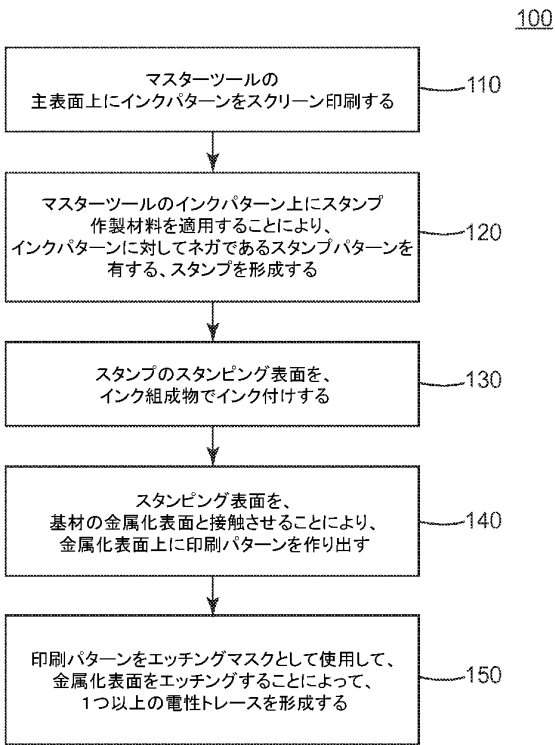 100
マスターツールの
主表面上にインクパターンをスクリーン印刷する
110
マスターツールのインクパターン上にスタンプ
作製材料を適用することにより、
インクパターンに対してネガであるスタンプパターンを
有する、スタンプを形成する
120
スタンプのスタンピング表面を、
インク組成物でインク付けする
130
スタンピング表面を、
基材の金属化表面と接触させることにより、
金属化表面上に印刷パターンを作り出す
140
印刷パターンをエッチングマスクとして使用して、
金属化表面をエッチングすることによって、
1つ以上の電性トレースを形成する
150